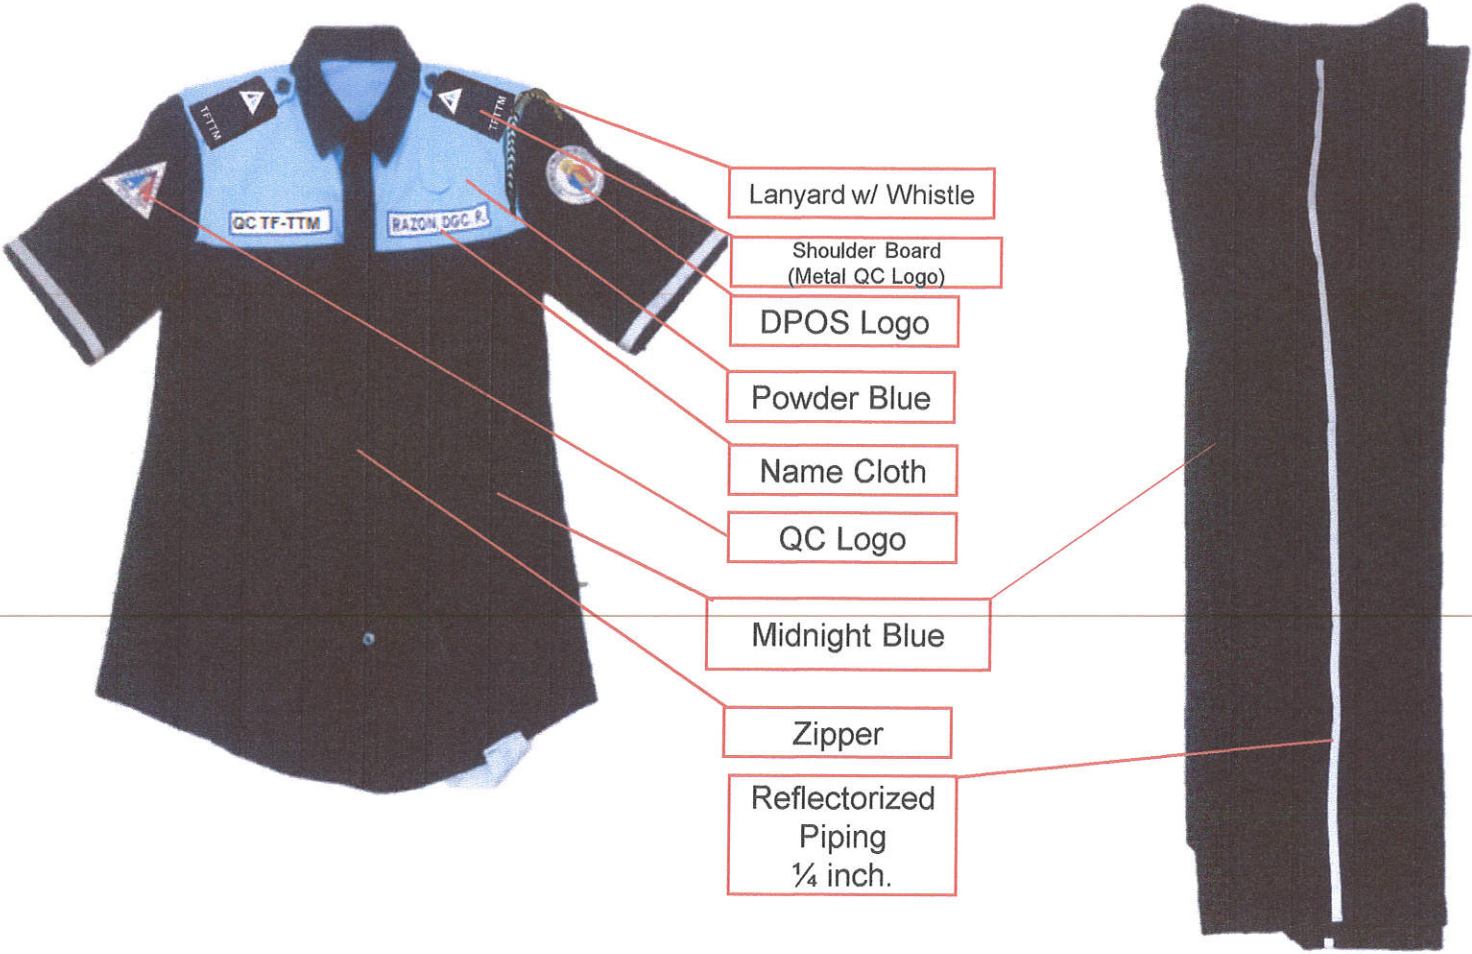 TFTTM
TFTTM
QC TF-TTM
RAZON, DGC. R.
Lanyard w/ Whistle
Shoulder Board
(Metal QC Logo)
DPOS Logo
Powder Blue
Name Cloth
QC Logo
Midnight Blue
Zipper
Reflectorized
Piping
¼ inch.